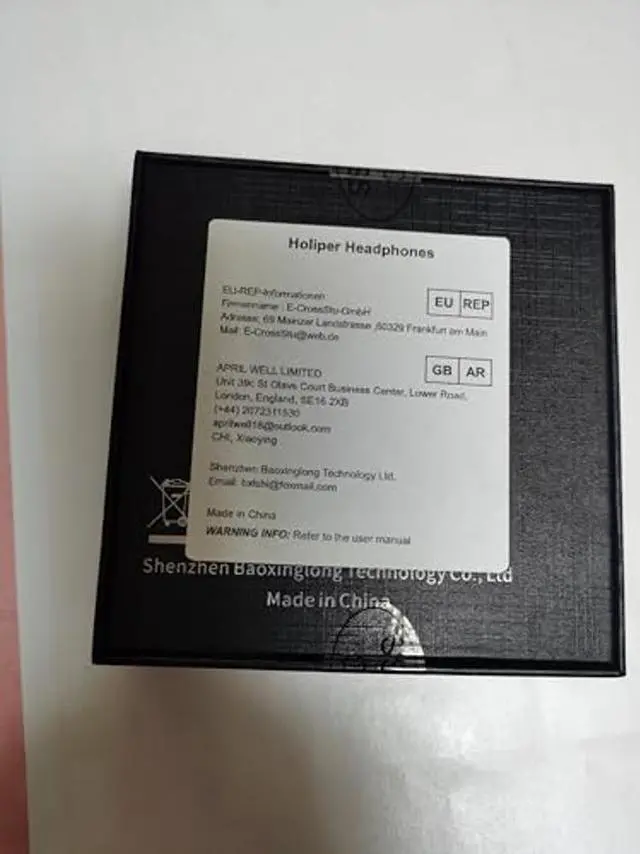 Holiper Headphones
EU-REP-Informationen
EU REP
Firmenname : E-CrossStu-GmbH
Adresse: 69 Mainzer Landstrasse ,60329 Frankfurt am Main
Mail: E-CrossStu@web.de
GB AR
APRIL WELL LIMITED
Unit 39c St Olavs Court Business Center, Lower Road,
London, England, SE16 2XB
(+44) 2072311530
aprilwell18@outlook.com
CHI, Xiaoying
Shenzhen Baoxinglong Technology Ltd.
Email: @foxmail.com
Made in China
WARNING INFO: Refer to the user manual
Shenzhen Baoxinglong Technology Co., Ltd
Made in China